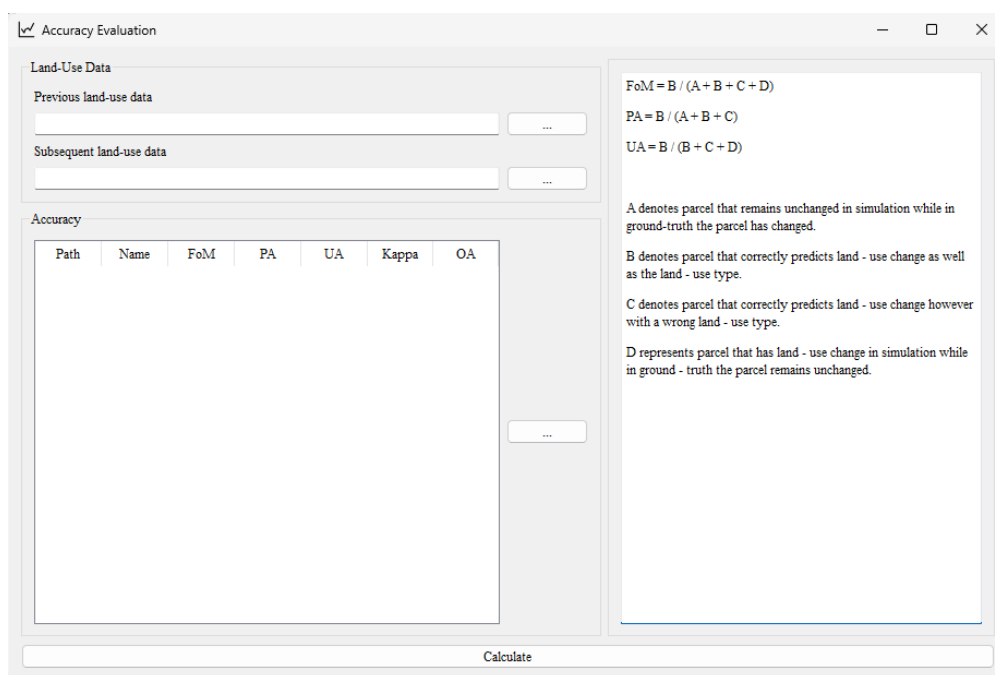 Accuracy Evaluation
Land-Use Data
Previous land-use data
...
Subsequent land-use data
...
Accuracy
Path Name FoM PA UA Kappa OA
...
FoM = B / (A + B + C + D)
PA = B / (A + B + C)
UA = B / (B + C + D)
A denotes parcel that remains unchanged in simulation while in
ground-truth the parcel has changed.
B denotes parcel that correctly predicts land - use change as well
as the land - use type.
C denotes parcel that correctly predicts land - use change however
with a wrong land - use type.
D represents parcel that has land - use change in simulation while
in ground - truth the parcel remains unchanged.
Calculate